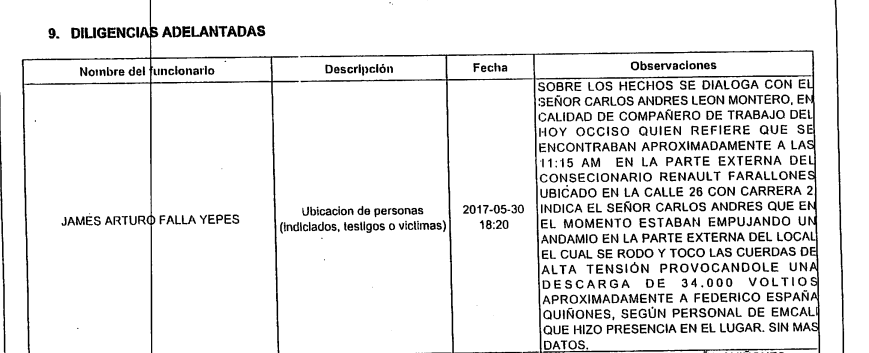 9. DILIGENCIAS ADELANTADAS
Nombre del funcionario
Descripción
Fecha
Observaciones
JAMES ARTURO FALLA YEPES
Ubicacion de personas
(indiciados, testigos o victimas)
2017-05-30
18:20
SOBRE LOS HECHOS SE DIALOGA CON EL
SEÑOR CARLOS ANDRES LEON MONTERO, EN
CALIDAD DE COMPAÑERO DE TRABAJO DEL
HOY OCCISO QUIEN REFIERE QUE SE
ENCONTRABAN APROXIMADAMENTE A LAS
11:15 AM EN LA PARTE EXTERNA DEL
CONSECIONARIO RENAULT FARALLONES
UBICADO EN LA CALLE 26 CON CARRERA 2
INDICA EL SEÑOR CARLOS ANDRES QUE EN
EL MOMENTO ESTABAN EMPUJANDO UN
ANDAMIO EN LA PARTE EXTERNA DEL LOCAL
EL CUAL SE RODO Y TOCO LAS CUERDAS DE
ALTA TENSIÓN PROVOCANDOLE UNA
DESCARGA DE 34.000 VOLTIOS
APROXIMADAMENTE A FEDERICO ESPAÑA
QUIÑONES, SEGÚN PERSONAL DE EMCALI
QUE HIZO PRESENCIA EN EL LUGAR. SIN MAS
DATOS.